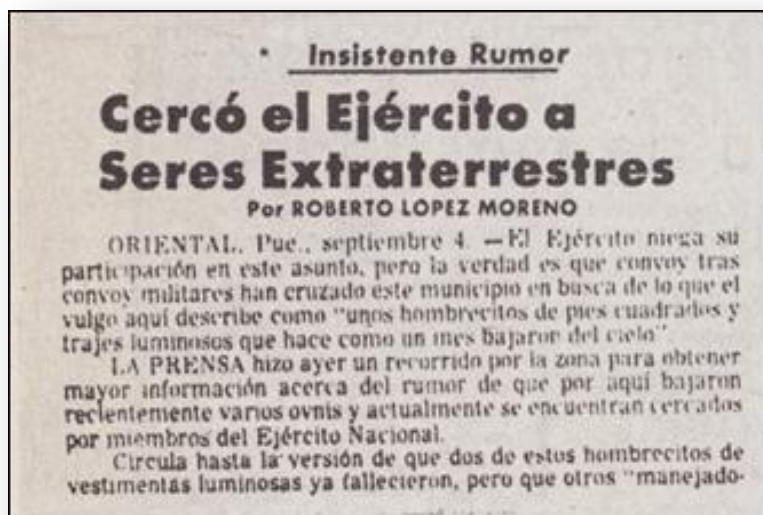 Insistente Rumor
Cercó el Ejército a
Seres Extraterrestres
Por ROBERTO LOPEZ MORENO
ORIENTAL, Pue., septiembre 4. —El Ejército niega su
participación en este asunto, pero la verdad es que convoy tras
convoy militares han cruzado este municipio en busca de lo que el
vulgo aquí describe como "unos hombrecitos de pies cuadrados y
trajes luminosos que hace como un mes bajaron del cielo".
LA PRENSA hizo ayer un recorrido por la zona para obtener
mayor información acerca del rumor de que por aquí bajaron
recientemente varios ovnis y actualmente se encuentran cercados
por miembros del Ejército Nacional.
Circula hasta la versión de que dos de estos hombrecitos de
vestimentas luminosas ya fallecieron, pero que otros "manejado-